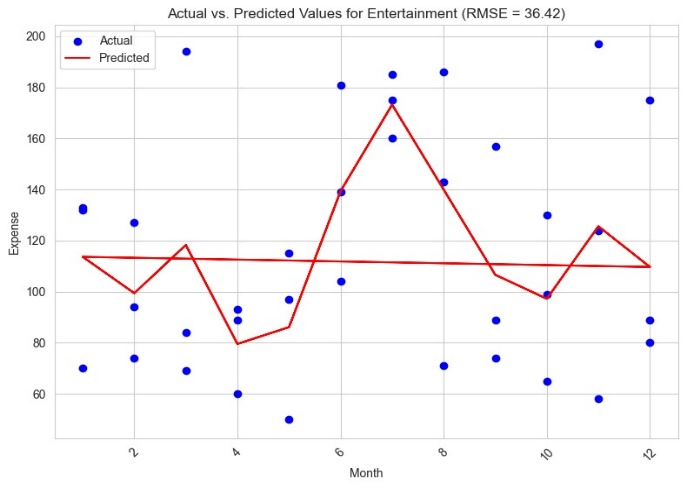 Actual vs. Predicted Values for Entertainment (RMSE = 36.42)
Actual
Predicted
200
180
160
140
120
100
80
60
Expense
2 4 6 8 10 12
Month